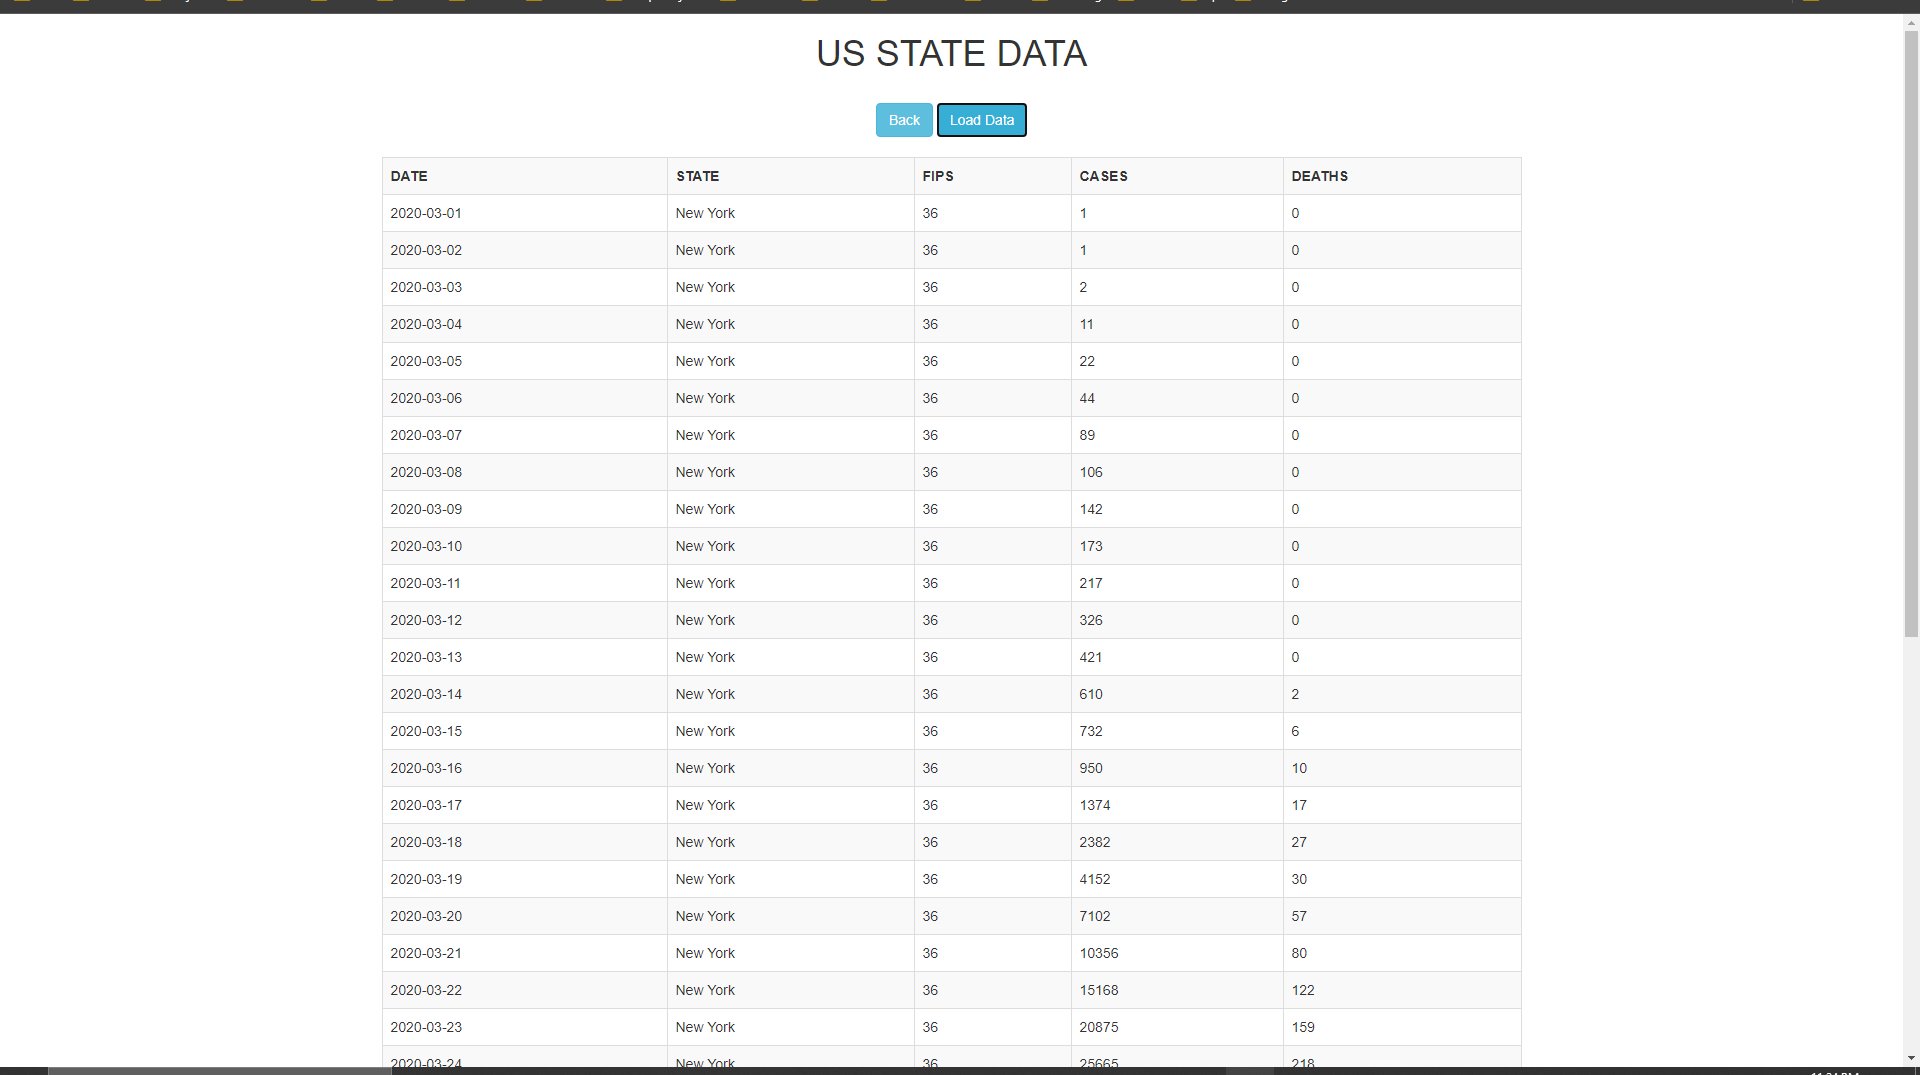 US STATE DATA
Back Load Data
DATE STATE FIPS CASES DEATHS
2020-03-01 New York 36 1 0
2020-03-02 New York 36 1 0
2020-03-03 New York 36 2 0
2020-03-04 New York 36 11 0
2020-03-05 New York 36 22 0
2020-03-06 New York 36 44 0
2020-03-07 New York 36 89 0
2020-03-08 New York 36 106 0
2020-03-09 New York 36 142 0
2020-03-10 New York 36 173 0
2020-03-11 New York 36 217 0
2020-03-12 New York 36 326 0
2020-03-13 New York 36 421 0
2020-03-14 New York 36 610 2
2020-03-15 New York 36 732 6
2020-03-16 New York 36 950 10
2020-03-17 New York 36 1374 17
2020-03-18 New York 36 2382 27
2020-03-19 New York 36 4152 30
2020-03-20 New York 36 7102 57
2020-03-21 New York 36 10356 80
2020-03-22 New York 36 15168 122
2020-03-23 New York 36 20875 159
2020-03-24 New York 36 25665 218